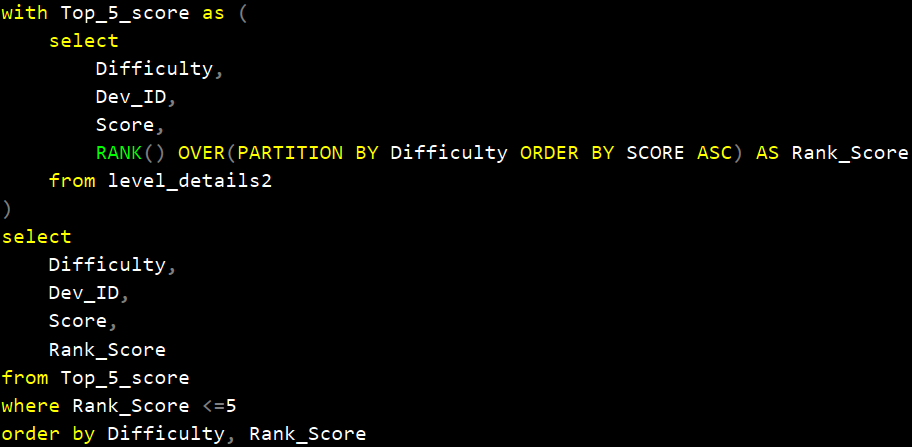 with Top_5_score as (
    select
        Difficulty,
        Dev_ID,
        Score,
        RANK() OVER(PARTITION BY Difficulty ORDER BY SCORE ASC) AS Rank_Score
    from level_details2
)
select
    Difficulty,
    Dev_ID,
    Score,
    Rank_Score
from Top_5_score
where Rank_Score <=5
order by Difficulty, Rank_Score